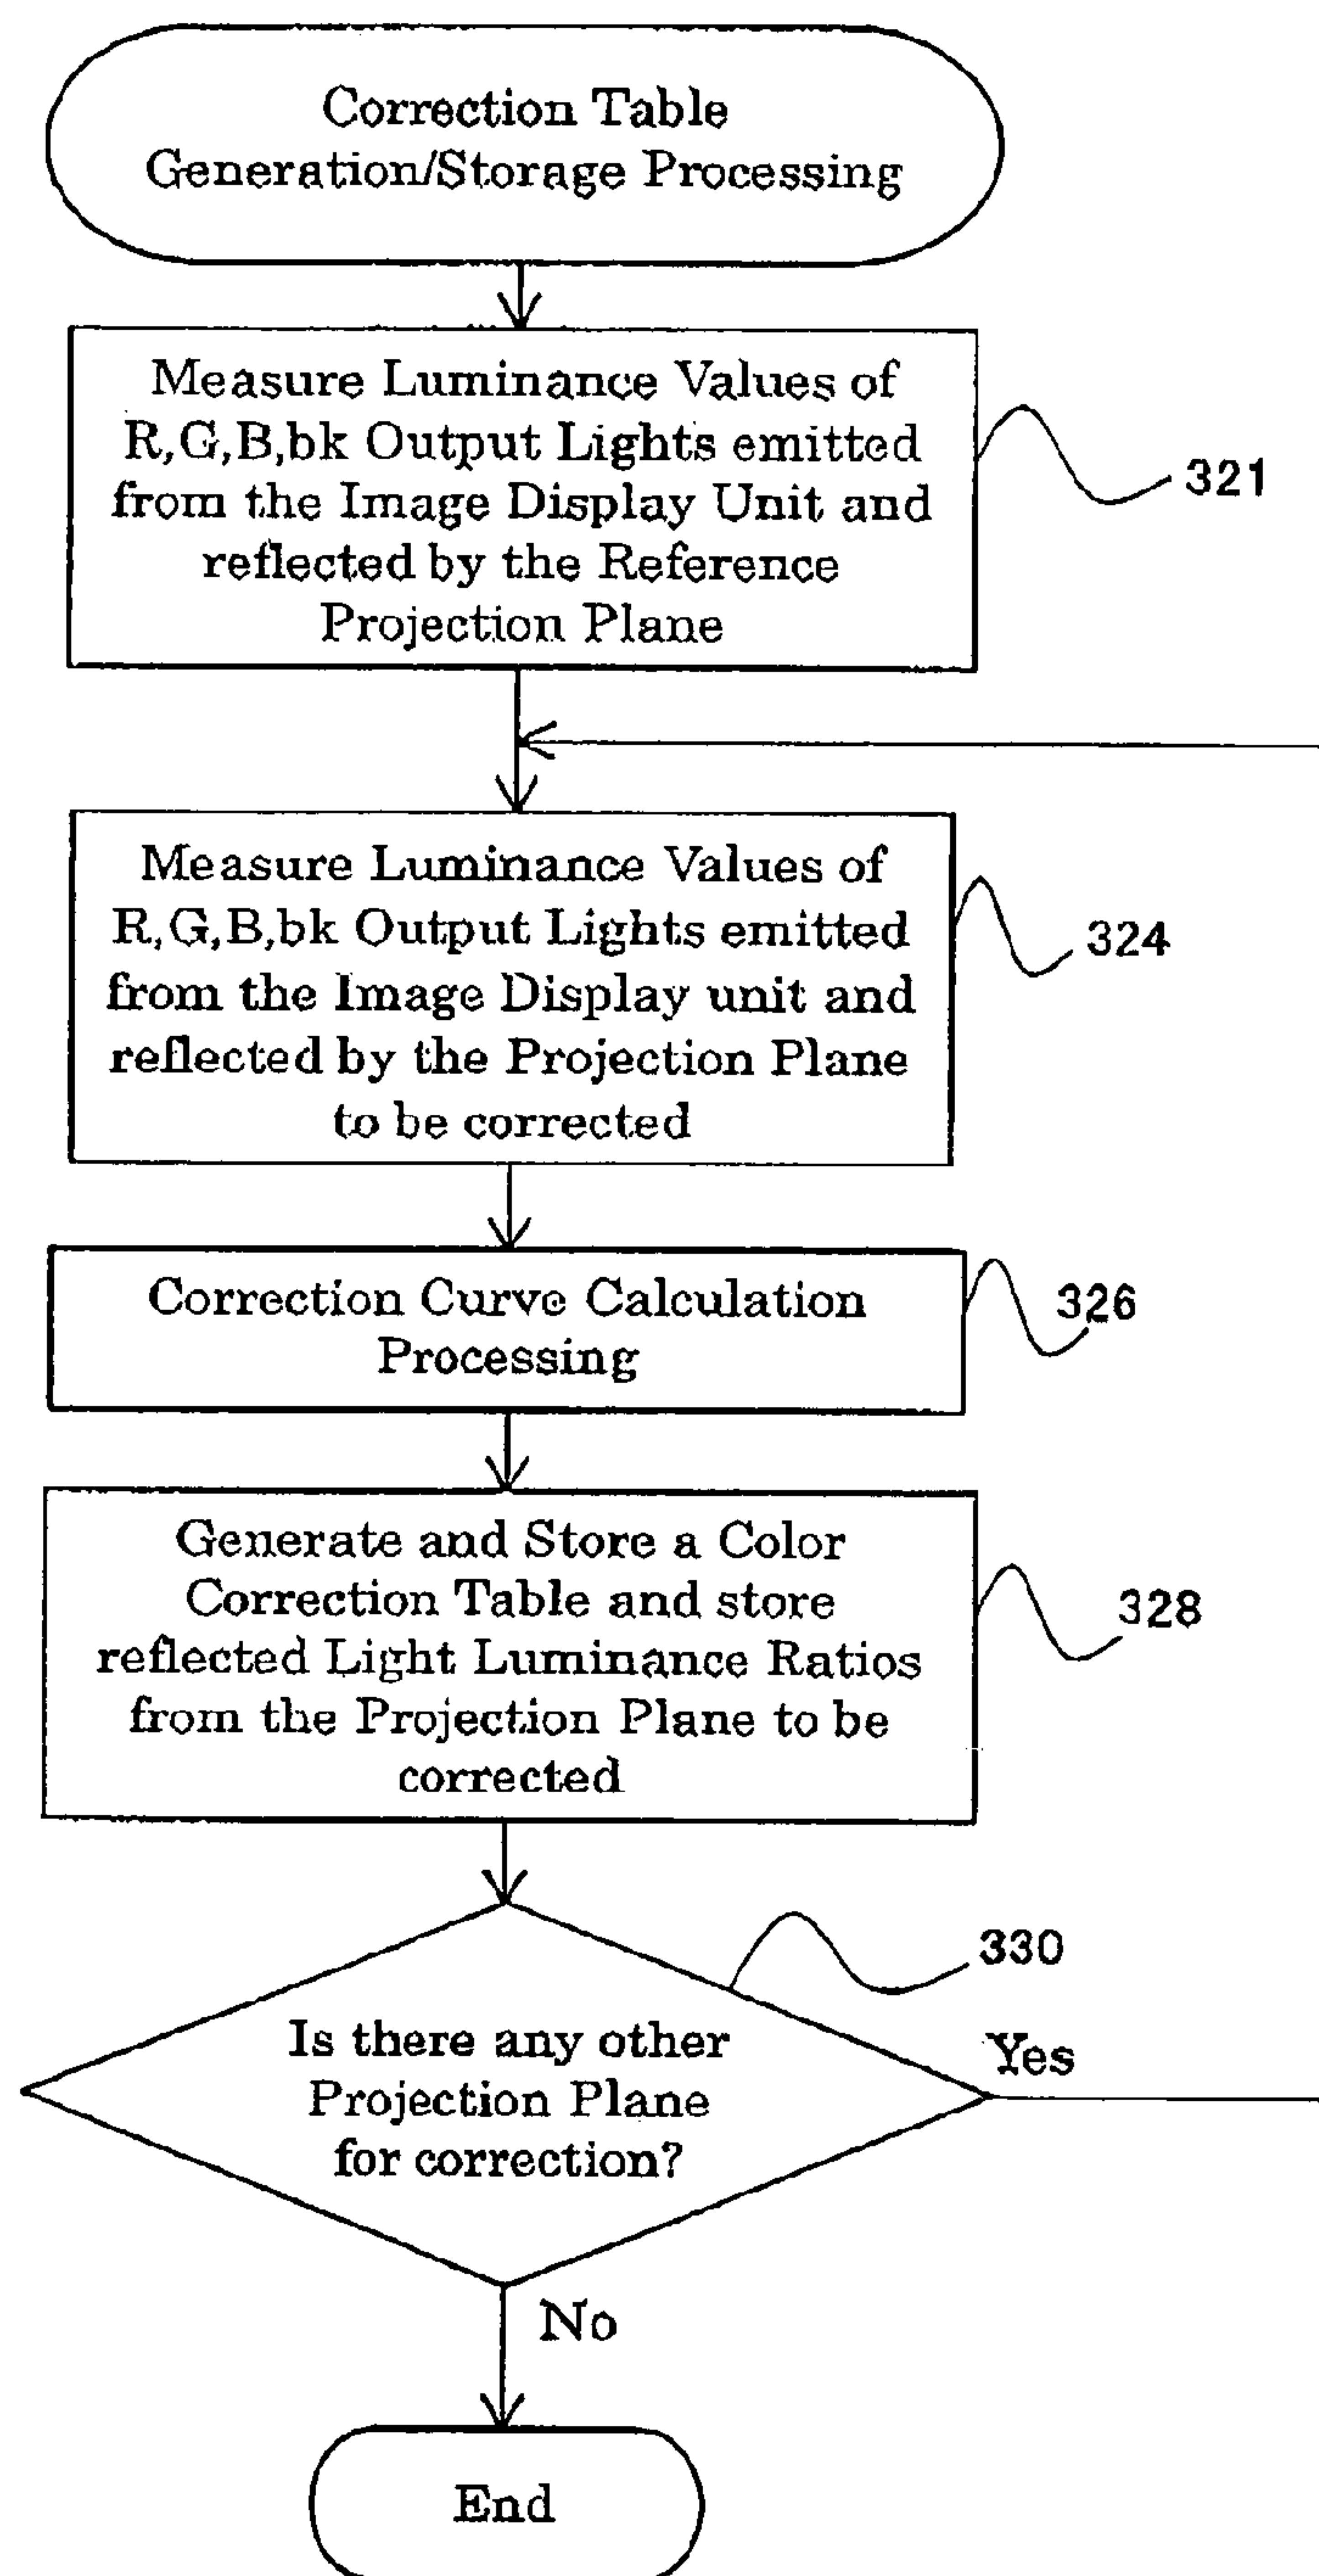 Correction Table
Generation/Storage Processing
Measure Luminance Values of
R,G,B,bk Output Lights emitted
from the Image Display Unit and
reflected by the Reference
Projection Plane
321
Measure Luminance Values of
R,G,B,bk Output Lights emitted
from the Image Display unit and
reflected by the Projection Plane
to be corrected
324
Correction Curve Calculation
Processing
326
Generate and Store a Color
Correction Table and store
reflected Light Luminance Ratios
from the Projection Plane to be
corrected
328
330
Is there any other
Projection Plane
for correction?
Yes
No
End